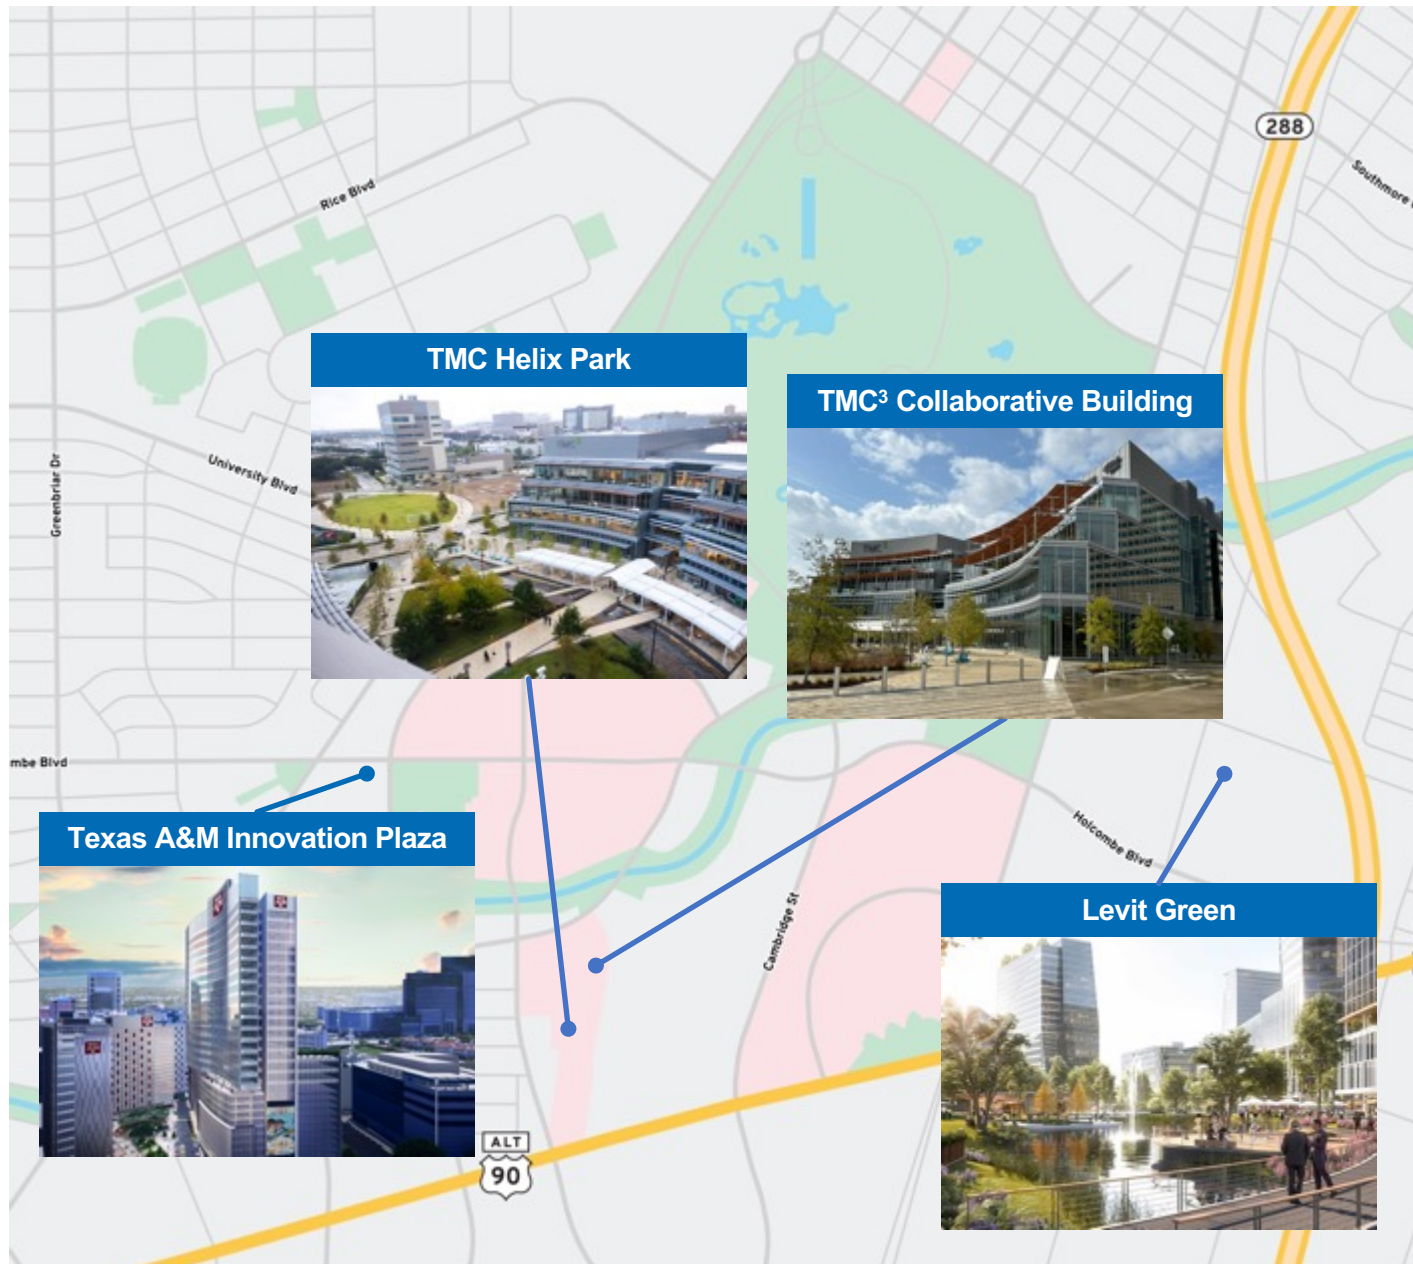 288
Southmore
Rice Blvd
TMC Helix Park
TMC³ Collaborative Building
University Blvd
Greenbriar Dr
TMC
mbe Blvd
Holcombe Blvd
Texas A&M Innovation Plaza
Cambridge St
Levit Green
ALT
90